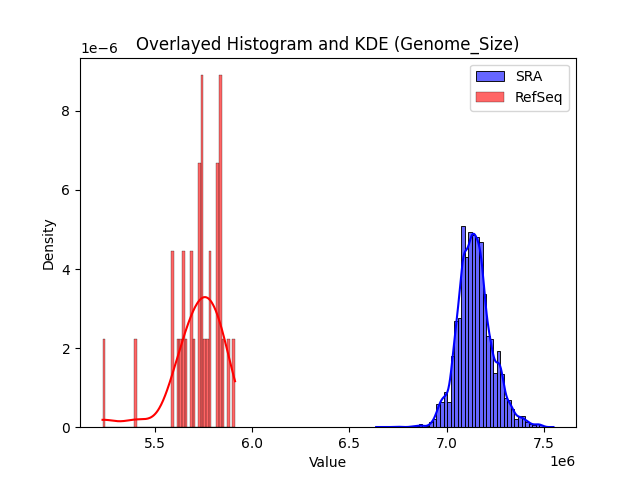 Overlayed Histogram and KDE (Genome_Size)
1e−6
SRA
RefSeq
8
6
4
2
0
Density
5.5 6.0 6.5 7.0 7.5
1e6
Value